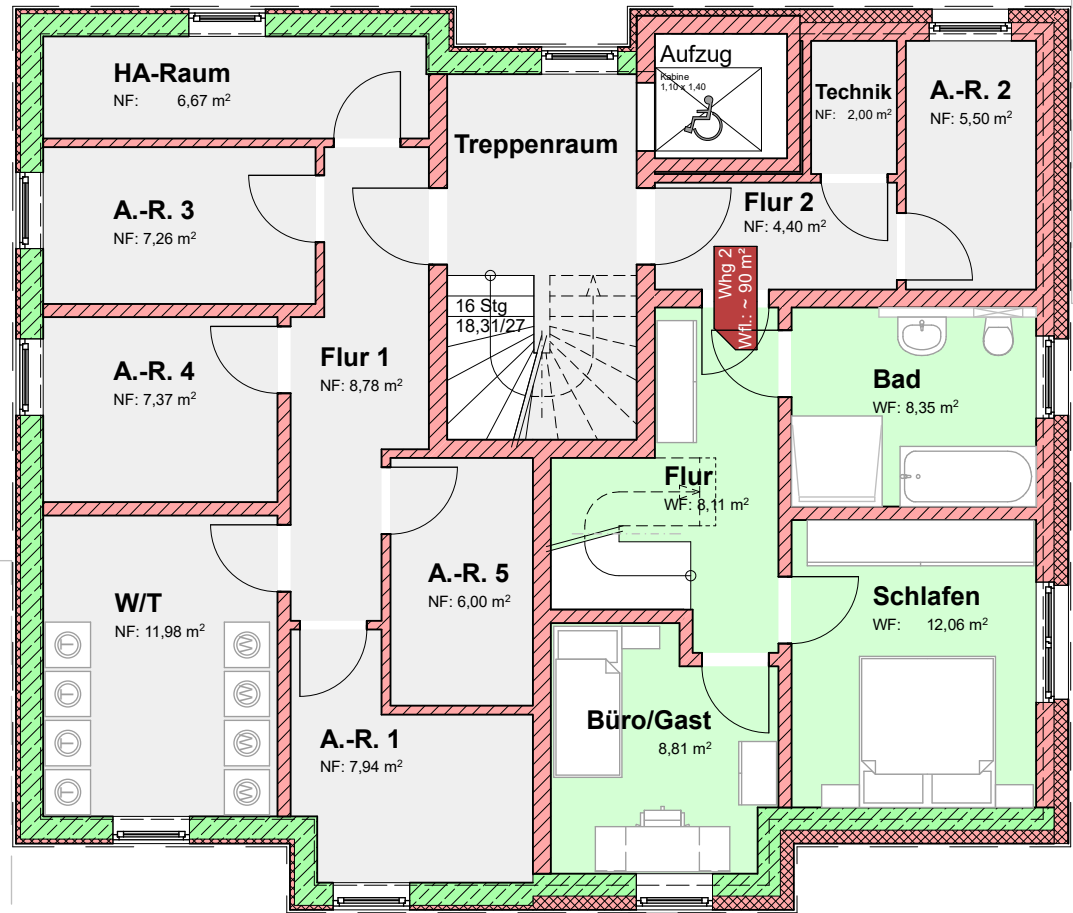 HA-Raum
NF: 6,67 m²
Aufzug
Kabine
1,10 x 1,40
Technik
NF: 2,00 m²
A.-R. 2
NF: 5,50 m²
Treppenraum
A.-R. 3
NF: 7,26 m²
Flur 2
NF: 4,40 m²
Whg 2
Wfl.: ~ 90 m²
16 Stg
18,31/27
A.-R. 4
NF: 7,37 m²
Flur 1
NF: 8,78 m²
Bad
WF: 8,35 m²
Flur
WF: 8,11 m²
A.-R. 5
NF: 6,00 m²
W/T
NF: 11,98 m²
Schlafen
WF: 12,06 m²
T
W
T
W
T
W
T
W
A.-R. 1
NF: 7,94 m²
Büro/Gast
8,81 m²